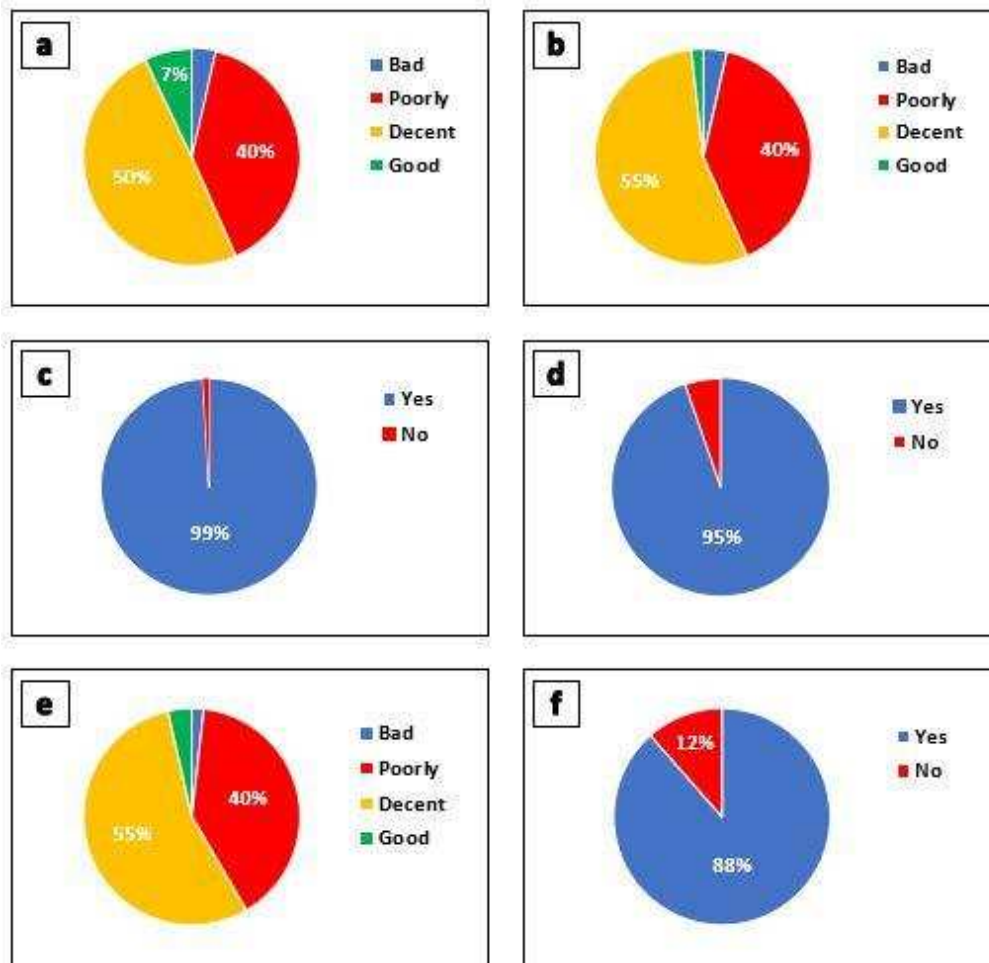 a
7%
40%
50%
Bad
Poorly
Decent
Good
b
40%
55%
Bad
Poorly
Decent
Good
c
99%
Yes
No
d
95%
Yes
No
e
40%
55%
Bad
Poorly
Decent
Good
f
12%
88%
Yes
No